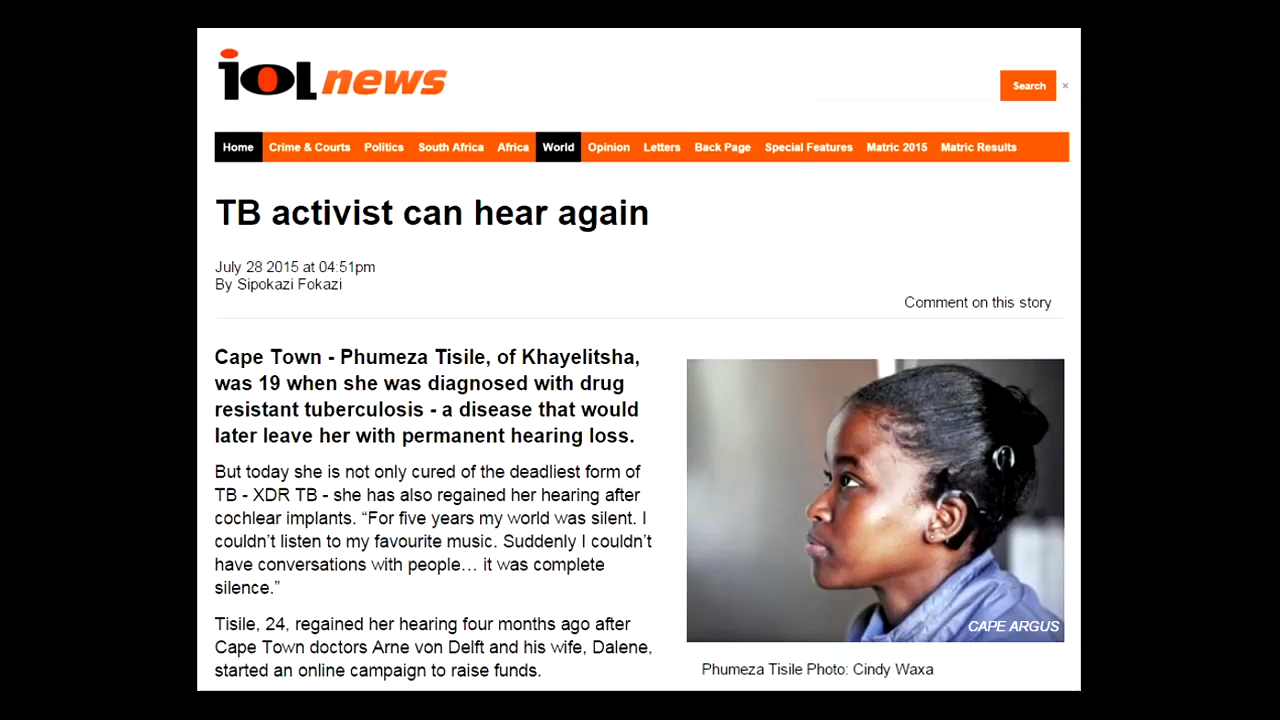 iOL news
Search ×
Home Crime & Courts Politics South Africa Africa World Opinion Letters Back Page Special Features Matric 2015 Matric Results
TB activist can hear again
July 28 2015 at 04:51pm
By Sipokazi Fokazi
Comment on this story
Cape Town - Phumeza Tisile, of Khayelitsha,
was 19 when she was diagnosed with drug
resistant tuberculosis - a disease that would
later leave her with permanent hearing loss.
But today she is not only cured of the deadliest form of
TB - XDR TB - she has also regained her hearing after
cochlear implants. “For five years my world was silent. I
couldn’t listen to my favourite music. Suddenly I couldn’t
have conversations with people… it was complete
silence.”
Tisile, 24, regained her hearing four months ago after
Cape Town doctors Arne von Delft and his wife, Dalene,
started an online campaign to raise funds.
CAPE ARGUS
Phumeza Tisile Photo: Cindy Waxa